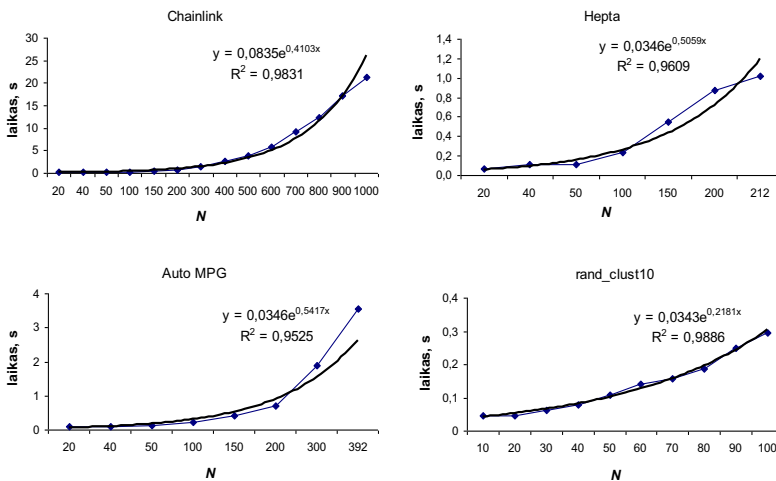 Chainlink
y = 0,0835e^0,4103x
R² = 0,9831
laikas, s
30
25
20
15
10
5
0
20 40 50 100 150 200 300 400 500 600 700 800 900 1000
N
Hepta
y = 0,0346e^0,5059x
R² = 0,9609
laikas, s
1,4
1,2
1,0
0,8
0,6
0,4
0,2
0,0
20 40 50 100 150 200 212
N
Auto MPG
y = 0,0346e^0,5417x
R² = 0,9525
laikas, s
4
3
2
1
0
20 40 50 100 150 200 300 392
N
rand_clust10
y = 0,0343e^0,2181x
R² = 0,9886
laikas, s
0,4
0,3
0,2
0,1
0
10 20 30 40 50 60 70 80 90 100
N